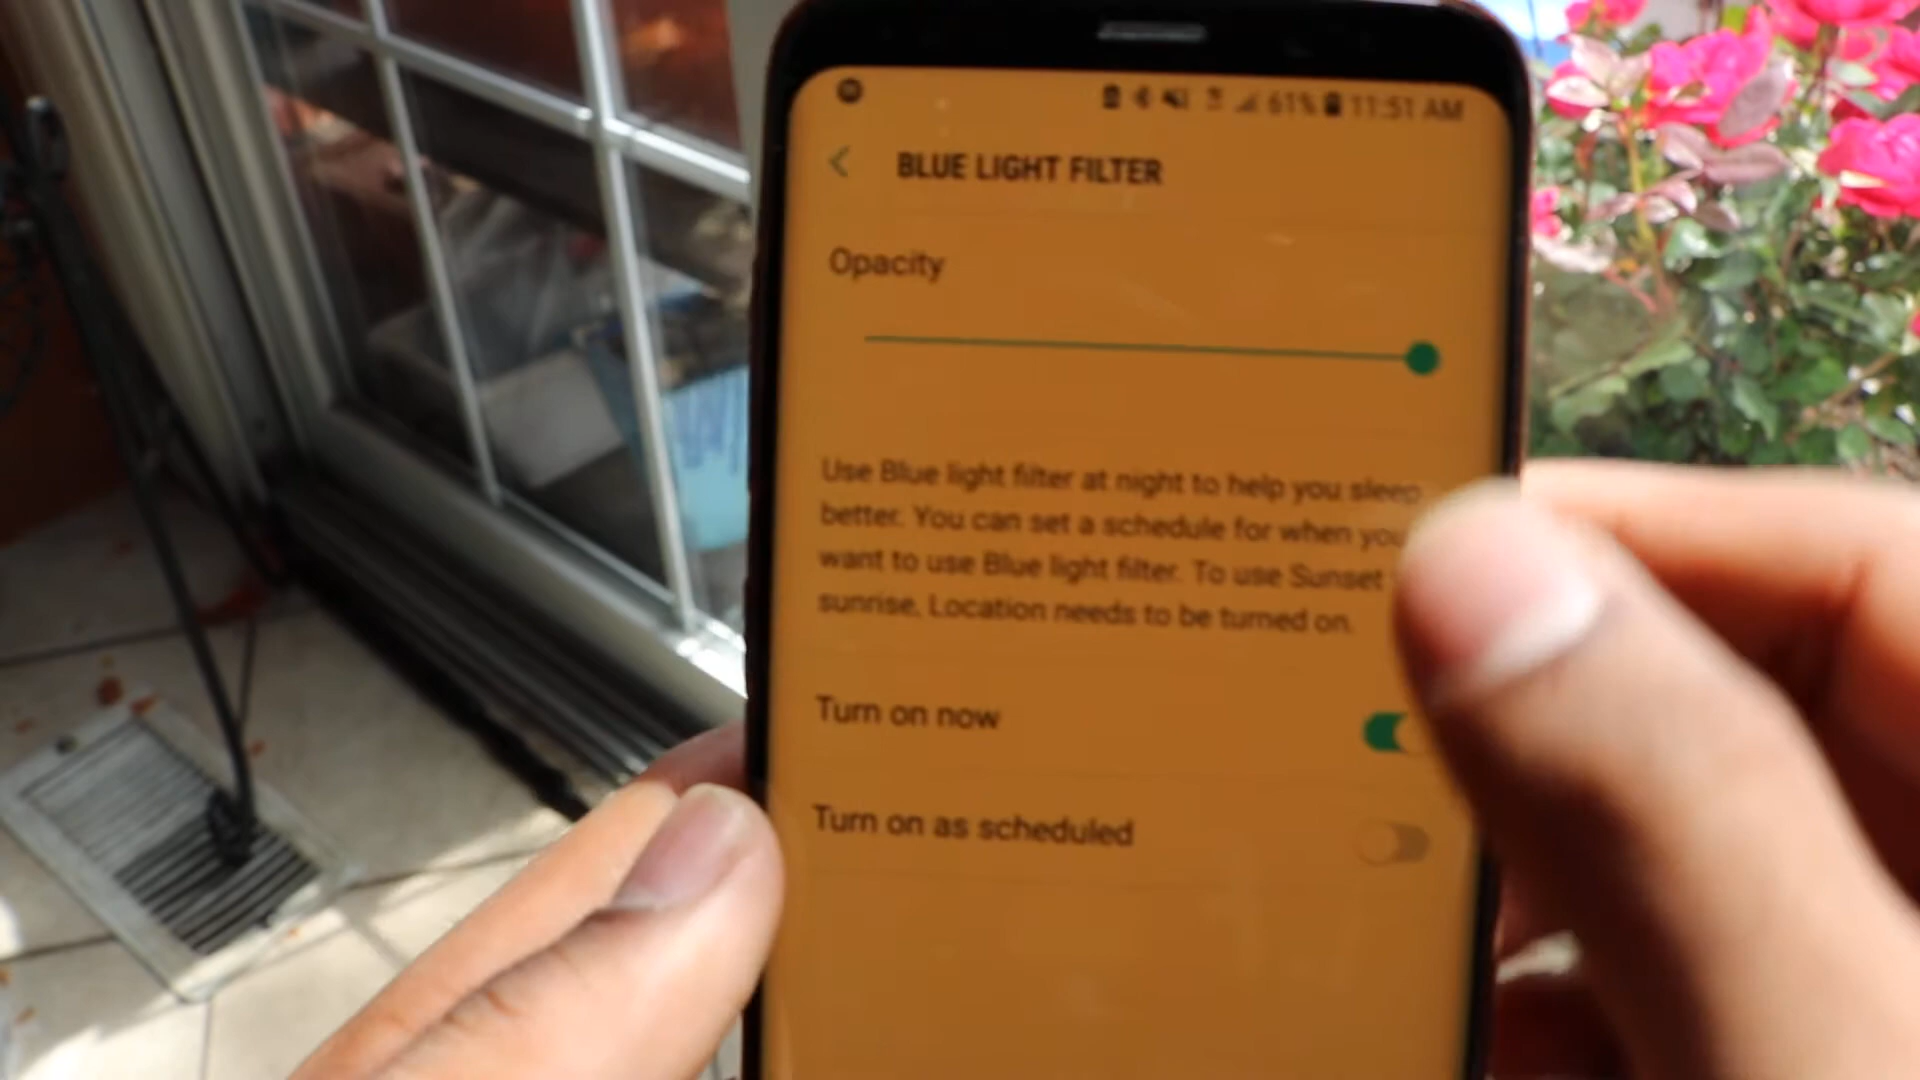 61% 11:51 AM
BLUE LIGHT FILTER
Opacity
Use Blue light filter at night to help you sleep
better. You can set a schedule for when you
want to use Blue light filter. To use Sunset
sunrise, Location needs to be turned on.
Turn on now
Turn on as scheduled